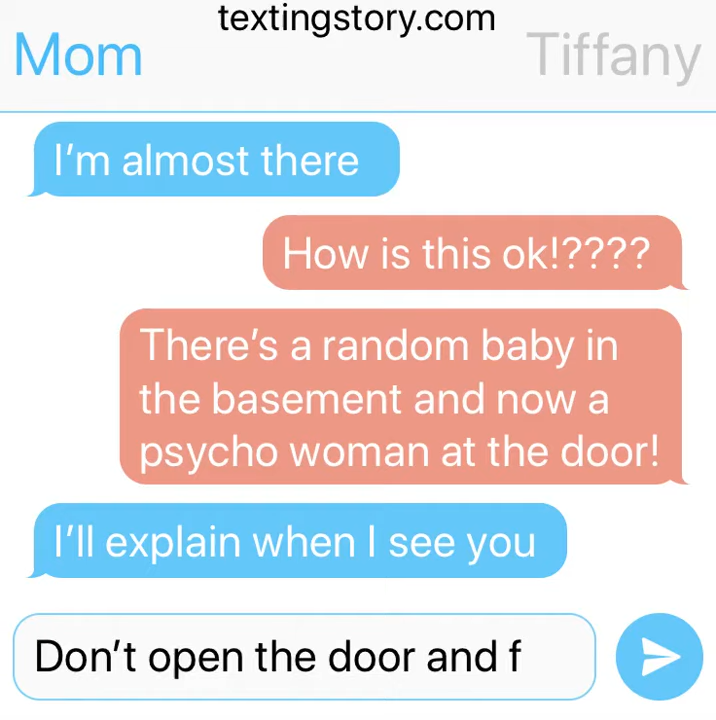 textingstory.com
Mom Tiffany
I'm almost there
How is this ok!????
There's a random baby in
the basement and now a
psycho woman at the door!
I'll explain when I see you
Don't open the door and f